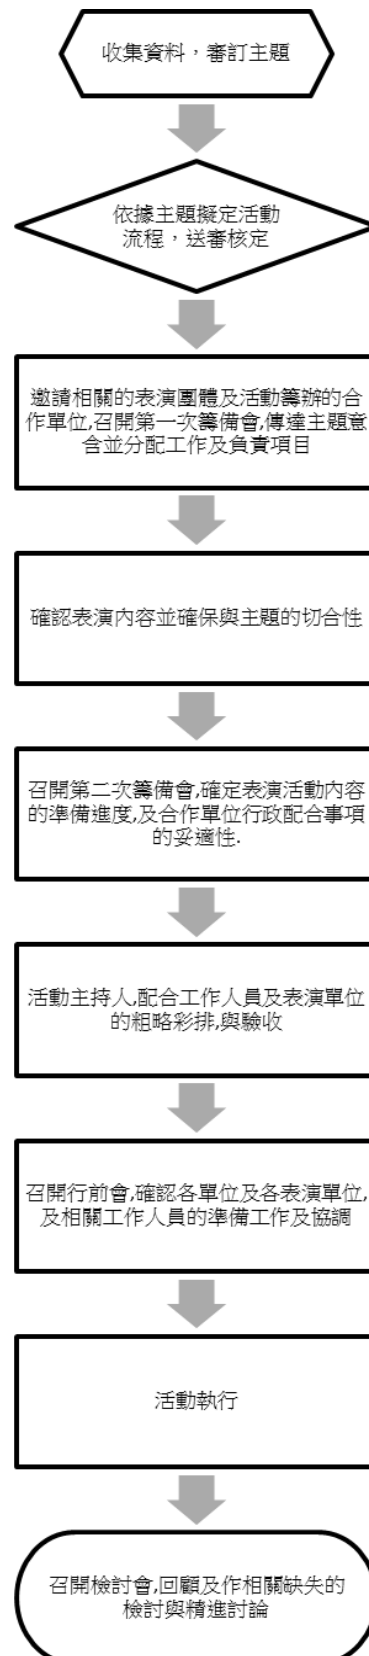 收集資料，審訂主題
依據主題擬定活動
流程，送審核定
邀請相關的表演團體及活動籌辦的合
作單位,召開第一次籌備會,傳達主題意
含並分配工作及負責項目
確認表演內容並確保與主題的切合性
召開第二次籌備會,確定表演活動內容
的準備進度,及合作單位行政配合事項
的妥適性.
活動主持人,配合工作人員及表演單位
的粗略彩排,與驗收
召開行前會,確認各單位及各表演單位,
及相關工作人員的準備工作及協調
活動執行
召開檢討會,回顧及作相關缺失的
檢討與精進討論